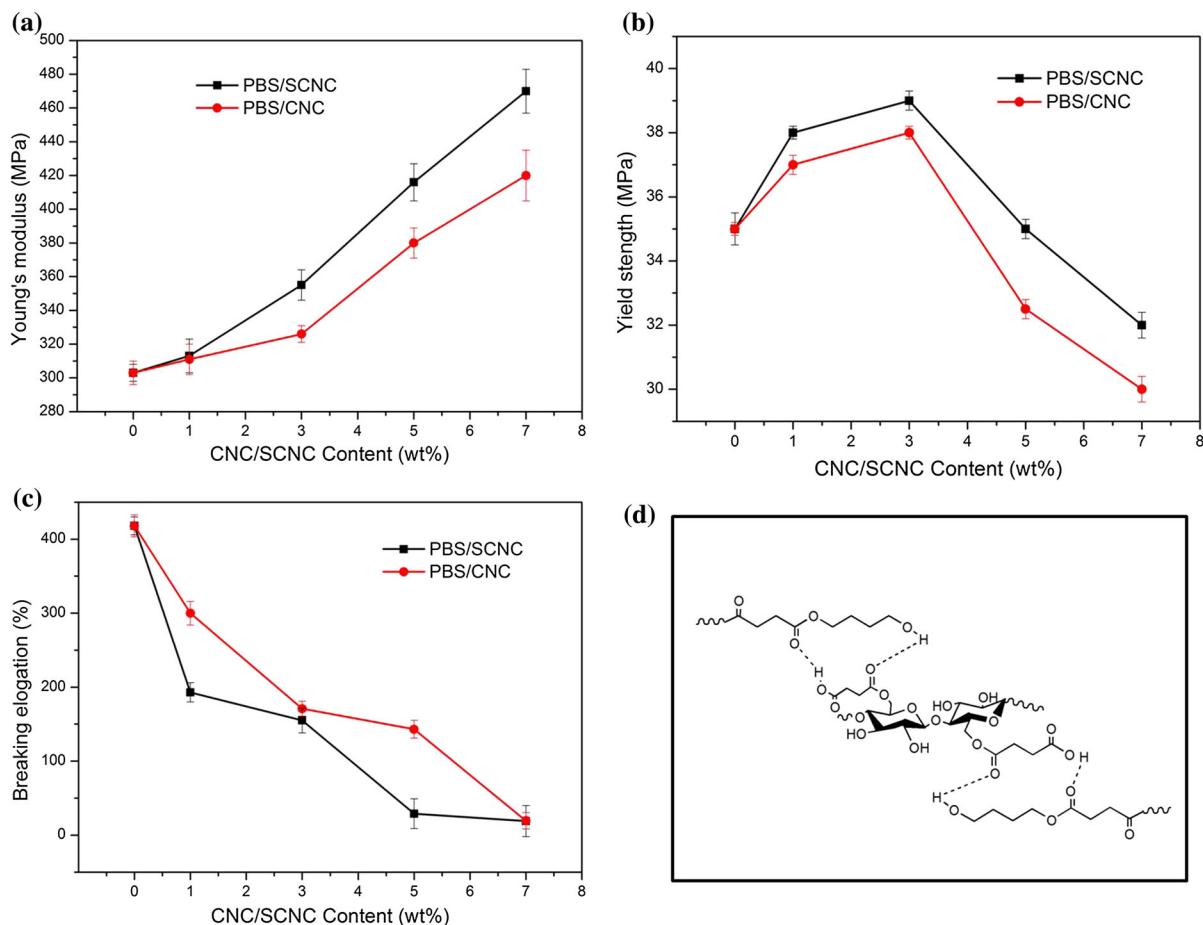 (a)
500
480
460
440
420
400
380
360
340
320
300
280
Young's modulus (MPa)
PBS/SCNC
PBS/CNC
0 1 2 3 4 5 6 7 8
CNC/SCNC Content (wt%)
(b)
40
38
36
34
32
30
Yield stength (MPa)
PBS/SCNC
PBS/CNC
0 1 2 3 4 5 6 7 8
CNC/SCNC Content (wt%)
(c)
400
300
200
100
0
Breaking elogation (%)
PBS/SCNC
PBS/CNC
0 1 2 3 4 5 6 7 8
CNC/SCNC Content (wt%)
(d)
O
O O
O H
O
H O
O O
O
O O OH
HO O
O O
HO OH
O
O H
O
H O
O O
O